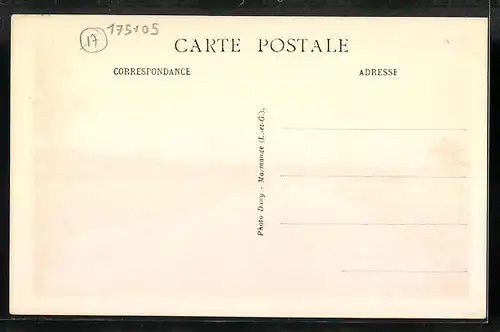 17 175105
CARTE POSTALE
CORRESPONDANCE
ADRESSE
Photo Dany - Marmande (L.-et-G.).